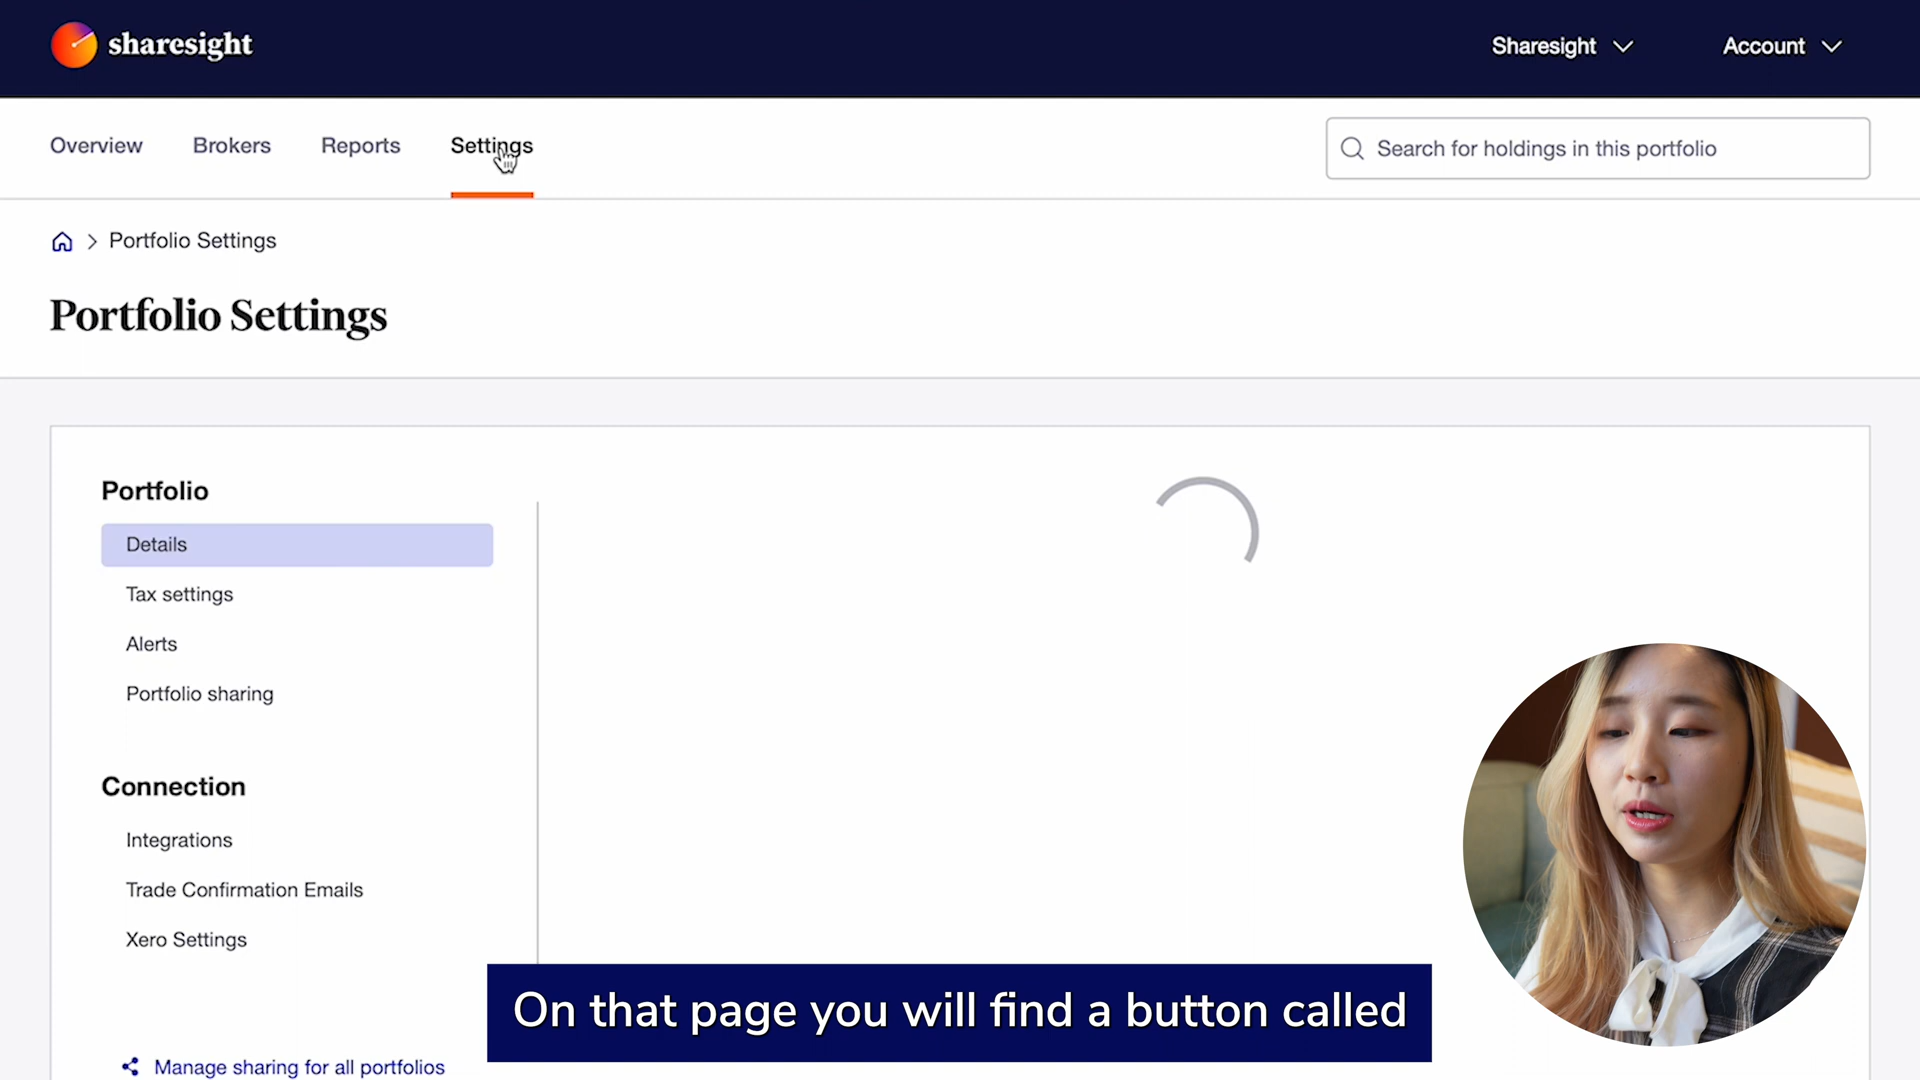 sharesight
Sharesight
Account
Overview
Brokers
Reports
Settings
Search for holdings in this portfolio
Portfolio Settings
Portfolio Settings
Portfolio
Details
Tax settings
Alerts
Portfolio sharing
Connection
Integrations
Trade Confirmation Emails
Xero Settings
Manage sharing for all portfolios
On that page you will find a button called